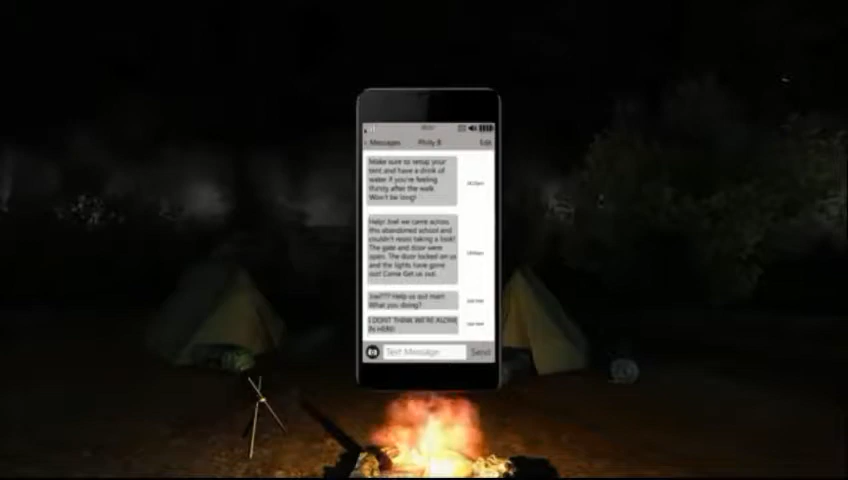 Messages Philly B Edit
Make sure to setup your
tent and have a drink of
water if you're feeling
thirsty after the walk.
Won't be long!
Help! Joel we came across
this abandoned school and
couldn't resist taking a look!
The gate and door were
open. The door locked on us
and the lights have gone
out! Come Get us out.
Joel??? Help us out man!
What you doing?
I DONT THINK WE'RE ALONE
IN HERE!
Text Message Send